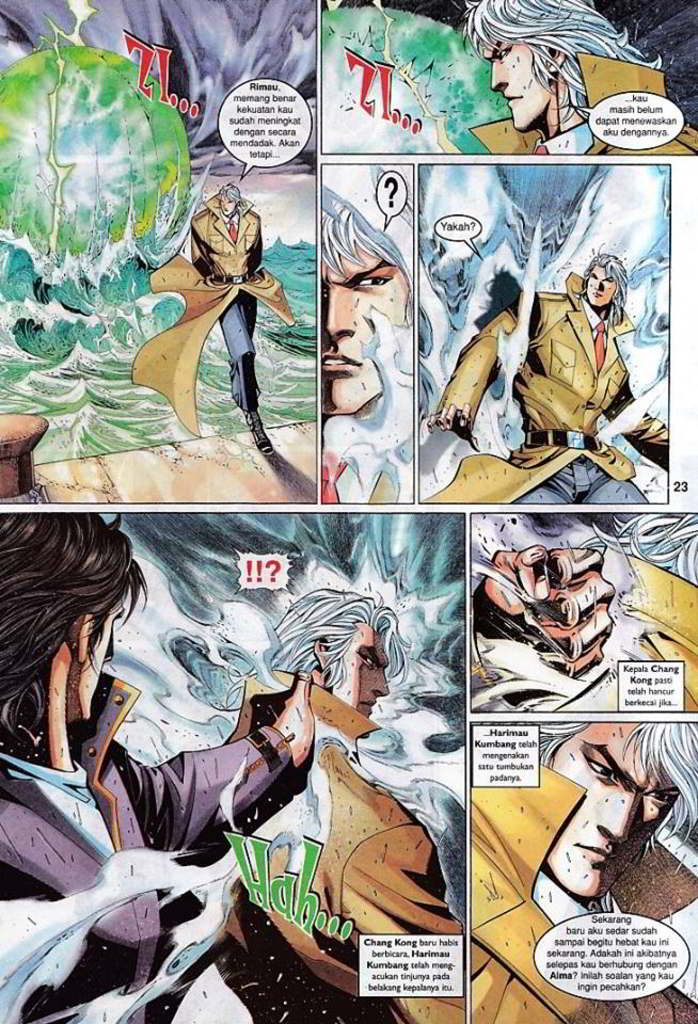 ZI...
Rimau,
memang benar
kekuatan kau
sudah meningkat
dengan secara
mendadak. Akan
tetapi...
ZI...
...kau
masih belum
dapat menewaskan
aku dengannya.
?
Yakah?
23
!!?
Hah...
Chang Kong baru habis
berbicara, Harimau
Kumbang telah meng-
acukan tinjunya pada
belakang kepalanya itu.
Kepala Chang
Kong pasti
telah hancur
berkecai jika...
...Harimau
Kumbang telah
mengenakan
satu tumbukan
padanya.
Sekarang
baru aku sedar sudah
sampai begitu hebat kau ini
sekarang. Adakah ini akibatnya
selepas kau berhubung dengan
Alma? inilah soalan yang kau
ingin pecahkan?